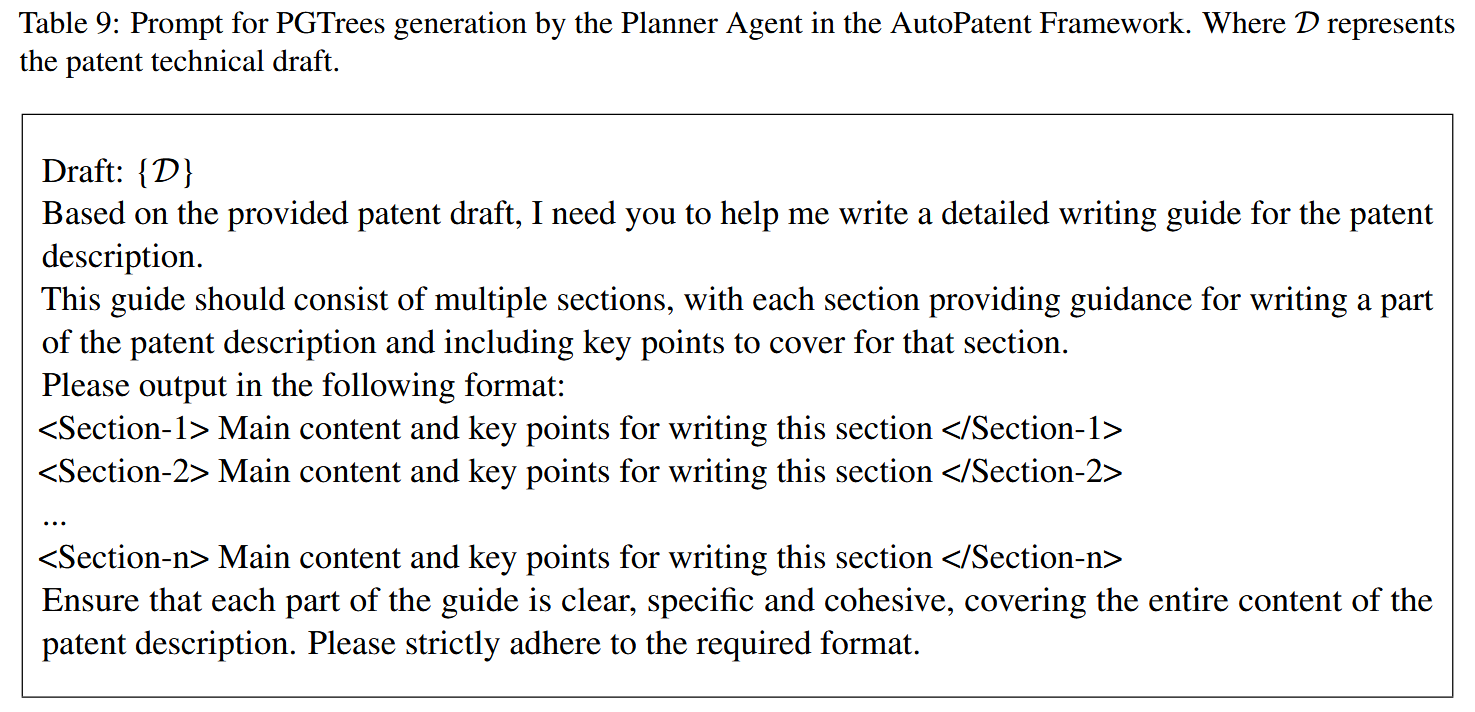 Table 9: Prompt for PGTrees generation by the Planner Agent in the AutoPatent Framework. Where 𝒟 represents
the patent technical draft.
Draft: {𝒟}
Based on the provided patent draft, I need you to help me write a detailed writing guide for the patent
description.
This guide should consist of multiple sections, with each section providing guidance for writing a part
of the patent description and including key points to cover for that section.
Please output in the following format:
<Section-1> Main content and key points for writing this section </Section-1>
<Section-2> Main content and key points for writing this section </Section-2>
...
<Section-n> Main content and key points for writing this section </Section-n>
Ensure that each part of the guide is clear, specific and cohesive, covering the entire content of the
patent description. Please strictly adhere to the required format.